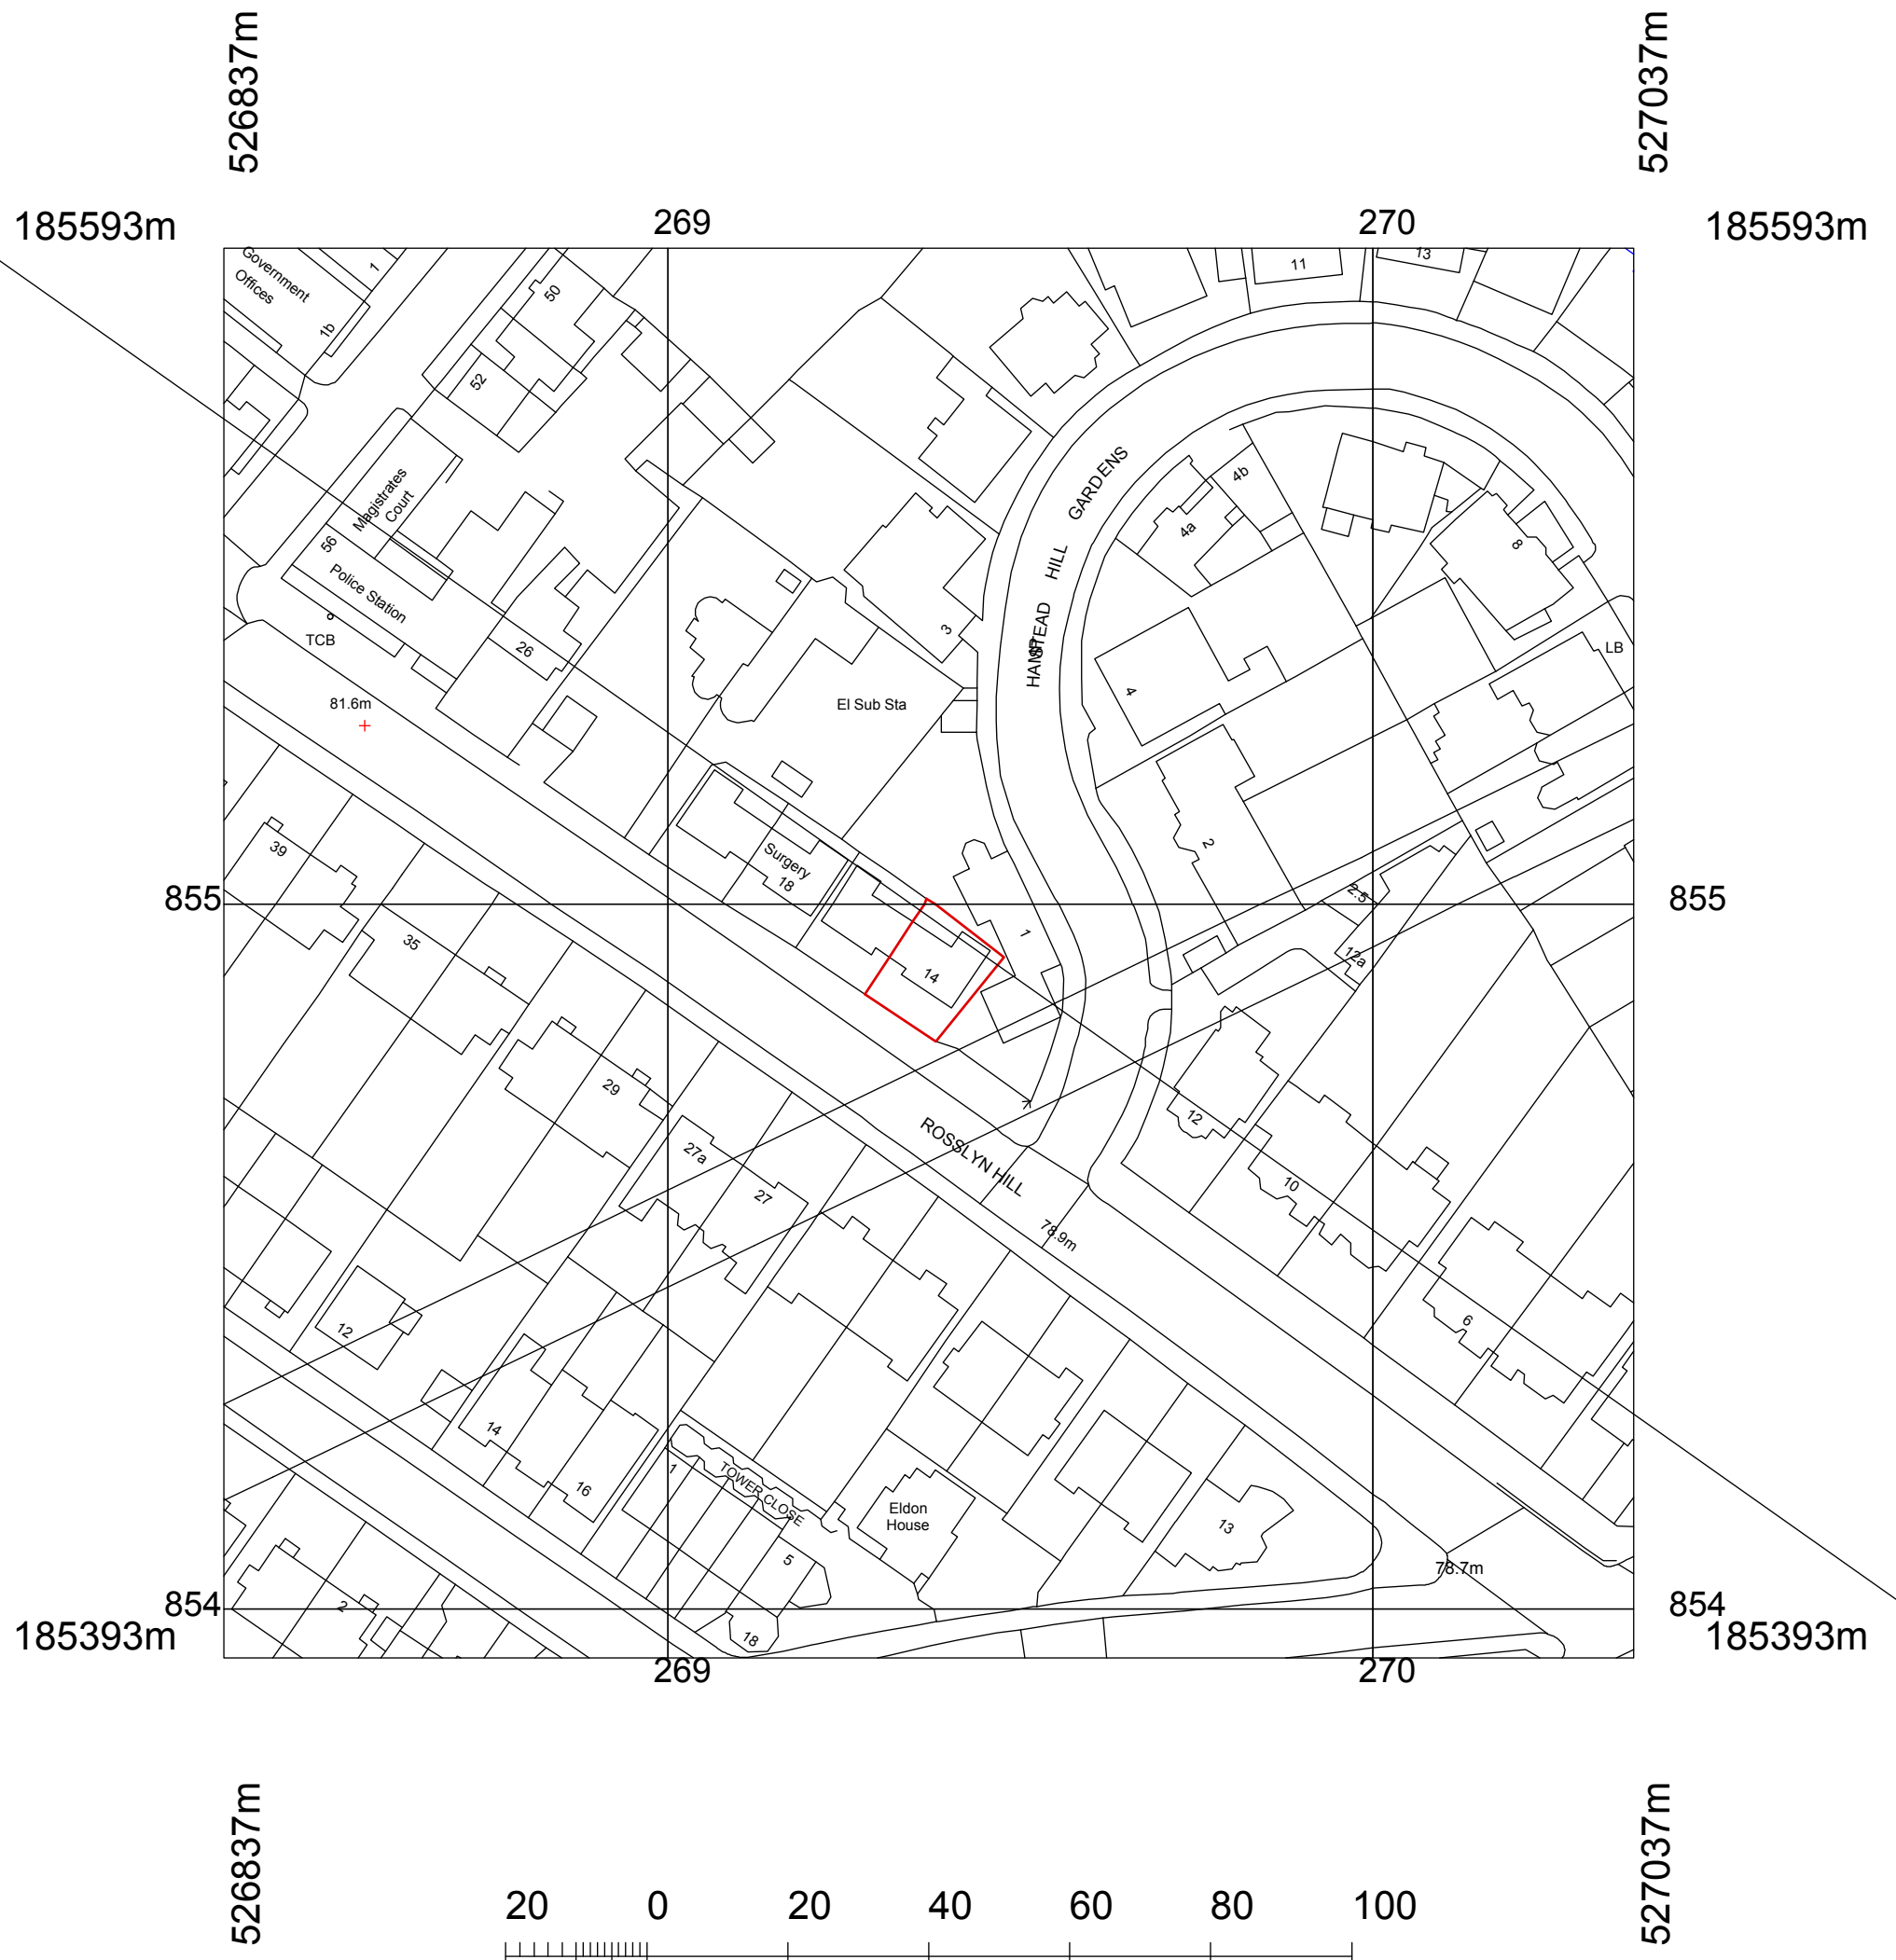 526837m
527037m
185593m
269
270
185593m
Government
Offices
1
1b
50
52
11
13
Magistrates
Court
56
Police Station
TCB
26
81.6m
3
El Sub Sta
HAMPSTEAD HILL GARDENS
4b
4a
8
4
LB
2
39
35
Surgery
18
14
1
2.5
12a
855
855
29
27a
27
ROSSLYN HILL
78.9m
12
10
6
12
14
16
1
TOWER CLOSE
5
Eldon
House
13
78.7m
2
18
854
854
185393m
269
270
185393m
526837m
527037m
20 0 20 40 60 80 100